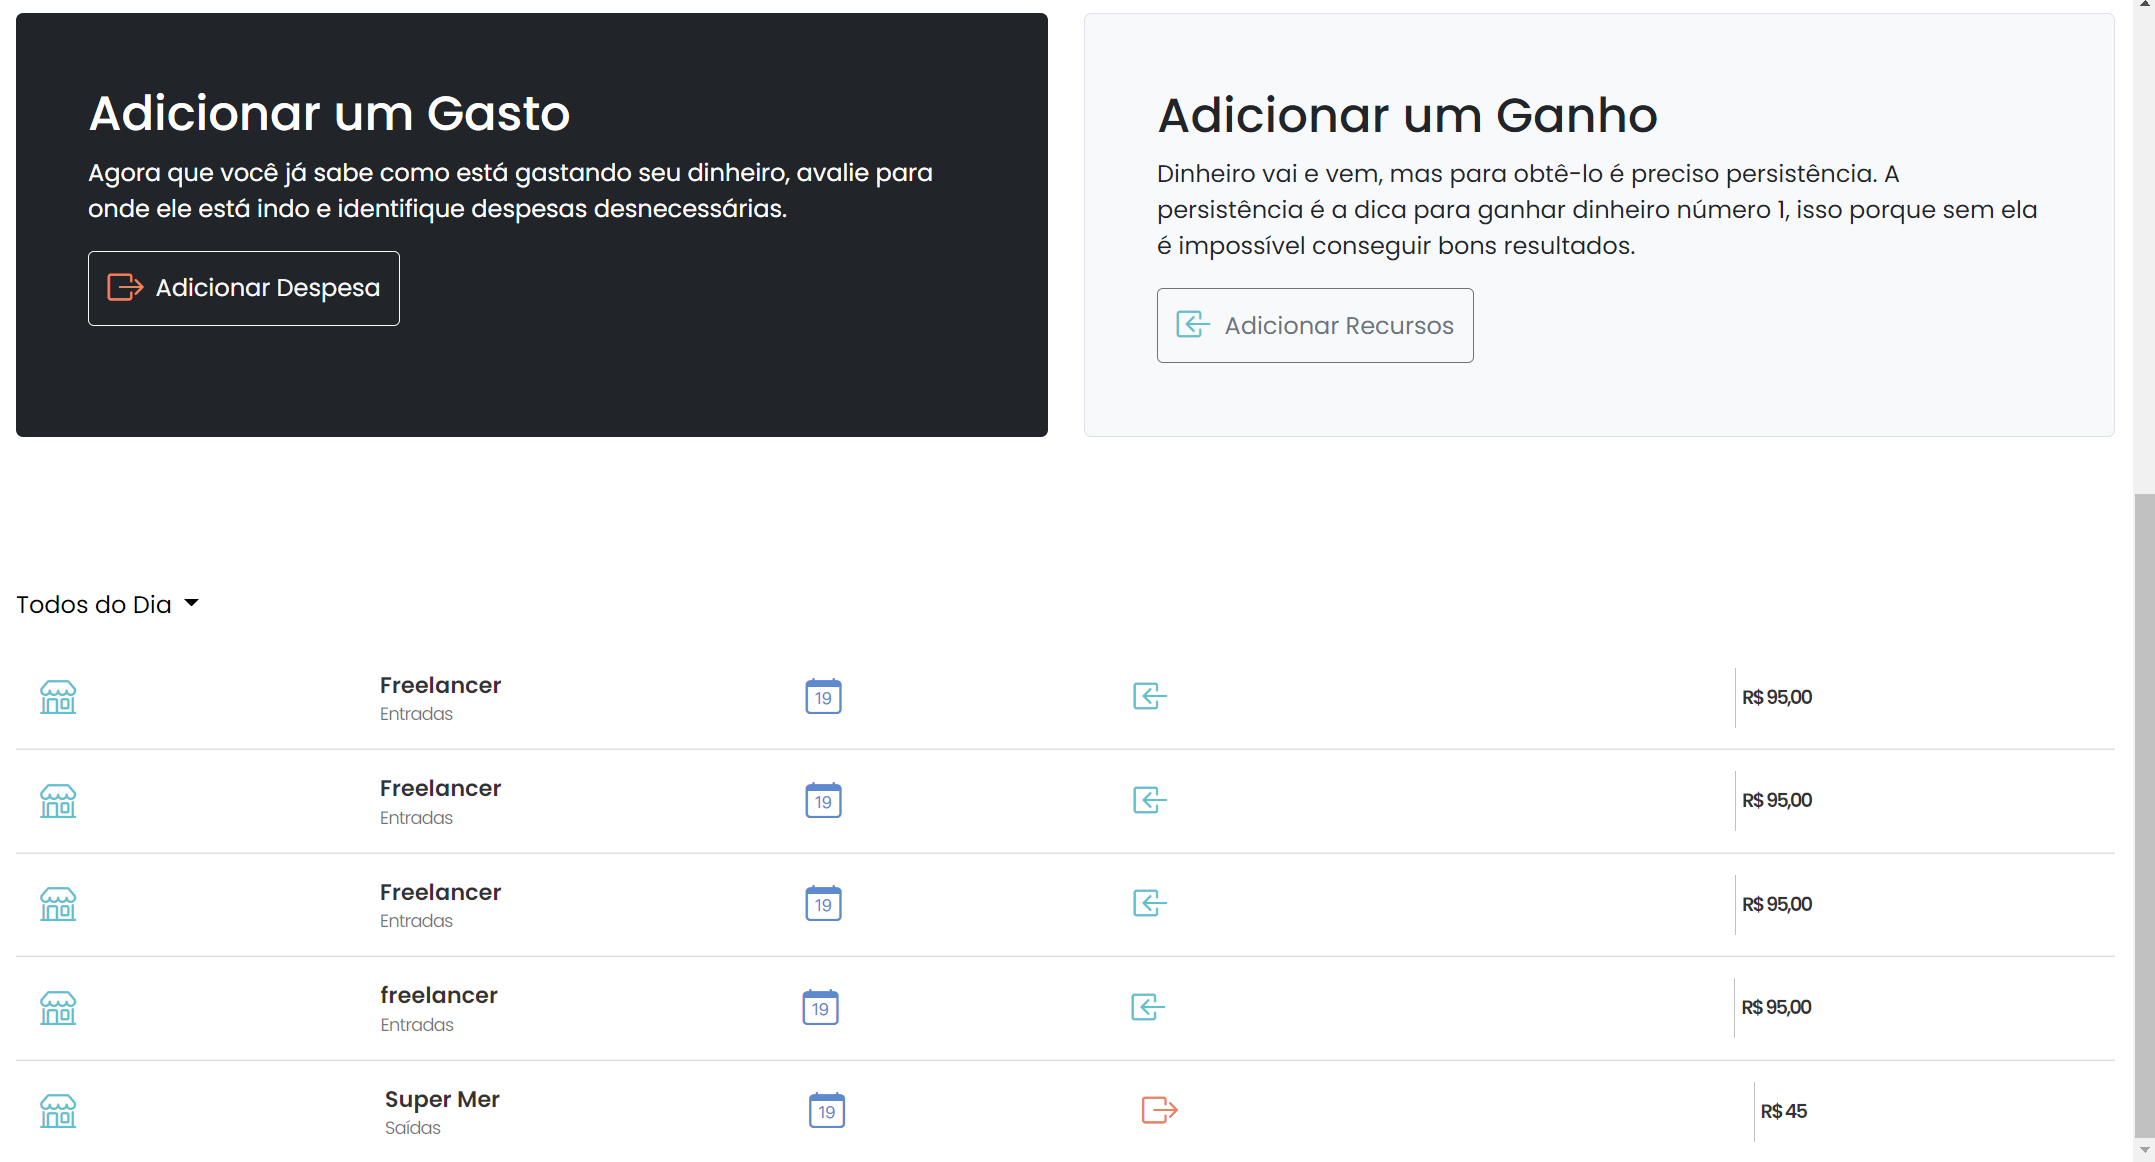 Adicionar um Gasto
Agora que você já sabe como está gastando seu dinheiro, avalie para
onde ele está indo e identifique despesas desnecessárias.
Adicionar Despesa
Adicionar um Ganho
Dinheiro vai e vem, mas para obtê-lo é preciso persistência. A
persistência é a dica para ganhar dinheiro número 1, isso porque sem ela
é impossível conseguir bons resultados.
Adicionar Recursos
Todos do Dia
Freelancer
Entradas
19
R$ 95,00
Freelancer
Entradas
19
R$ 95,00
Freelancer
Entradas
19
R$ 95,00
freelancer
Entradas
19
R$ 95,00
Super Mer
Saídas
19
R$ 45